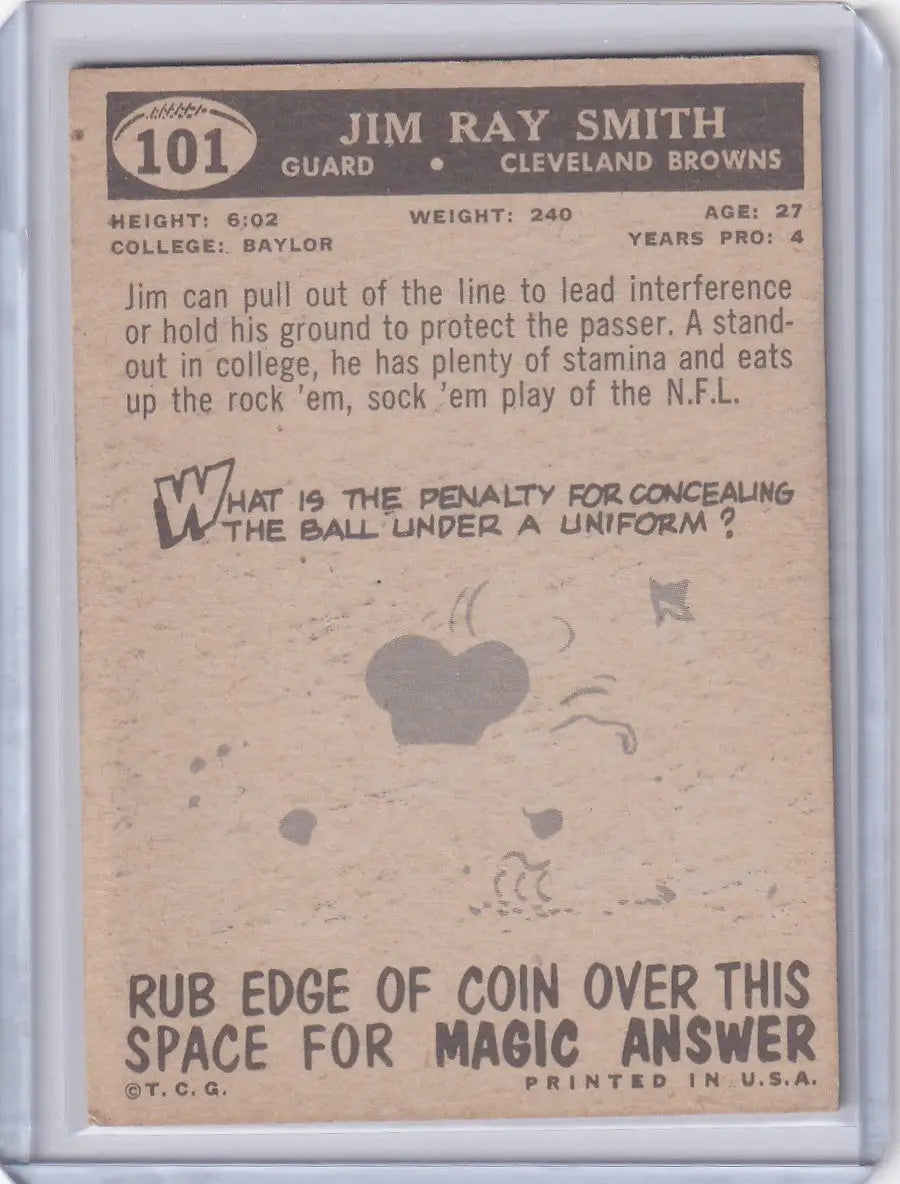 101
JIM RAY SMITH
GUARD • CLEVELAND BROWNS
HEIGHT: 6:02 WEIGHT: 240 AGE: 27
COLLEGE: BAYLOR YEARS PRO: 4
Jim can pull out of the line to lead interference
or hold his ground to protect the passer. A stand-
out in college, he has plenty of stamina and eats
up the rock 'em, sock 'em play of the N.F.L.
WHAT IS THE PENALTY FOR CONCEALING
THE BALL UNDER A UNIFORM?
RUB EDGE OF COIN OVER THIS
SPACE FOR MAGIC ANSWER
©T. C. G. PRINTED IN U.S.A.